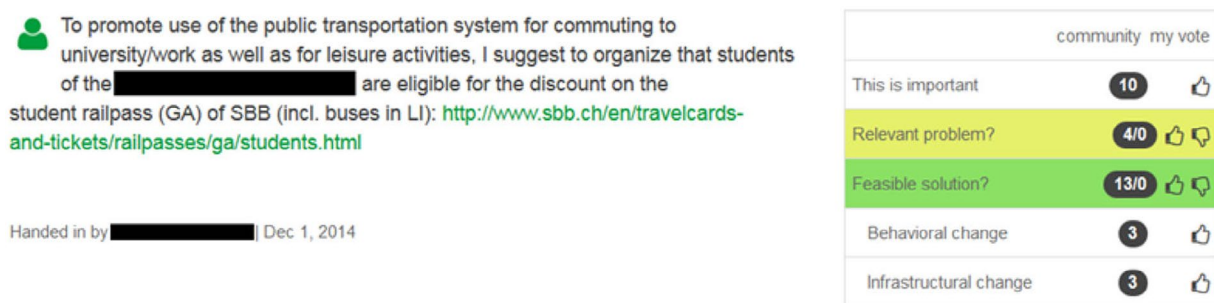 To promote use of the public transportation system for commuting to
university/work as well as for leisure activities, I suggest to organize that students
of the are eligible for the discount on the
student railpass (GA) of SBB (incl. buses in LI): http://www.sbb.ch/en/travelcards-
and-tickets/railpasses/ga/students.html
Handed in by | Dec 1, 2014
community my vote
This is important 10
Relevant problem? 4/0
Feasible solution? 13/0
Behavioral change 3
Infrastructural change 3